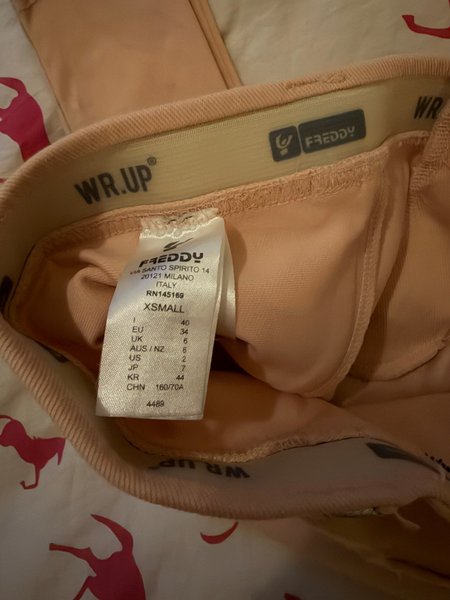 WR.UP®
FREDDY
WR.UP
FREDDY
VIA SANTO SPIRITO 14
20121 MILANO
ITALY
RN145169
XSMALL
I 40
EU 34
UK 6
AUS / NZ 6
US 2
JP 7
KR 44
CHN 160/70A
4489
WR.UP